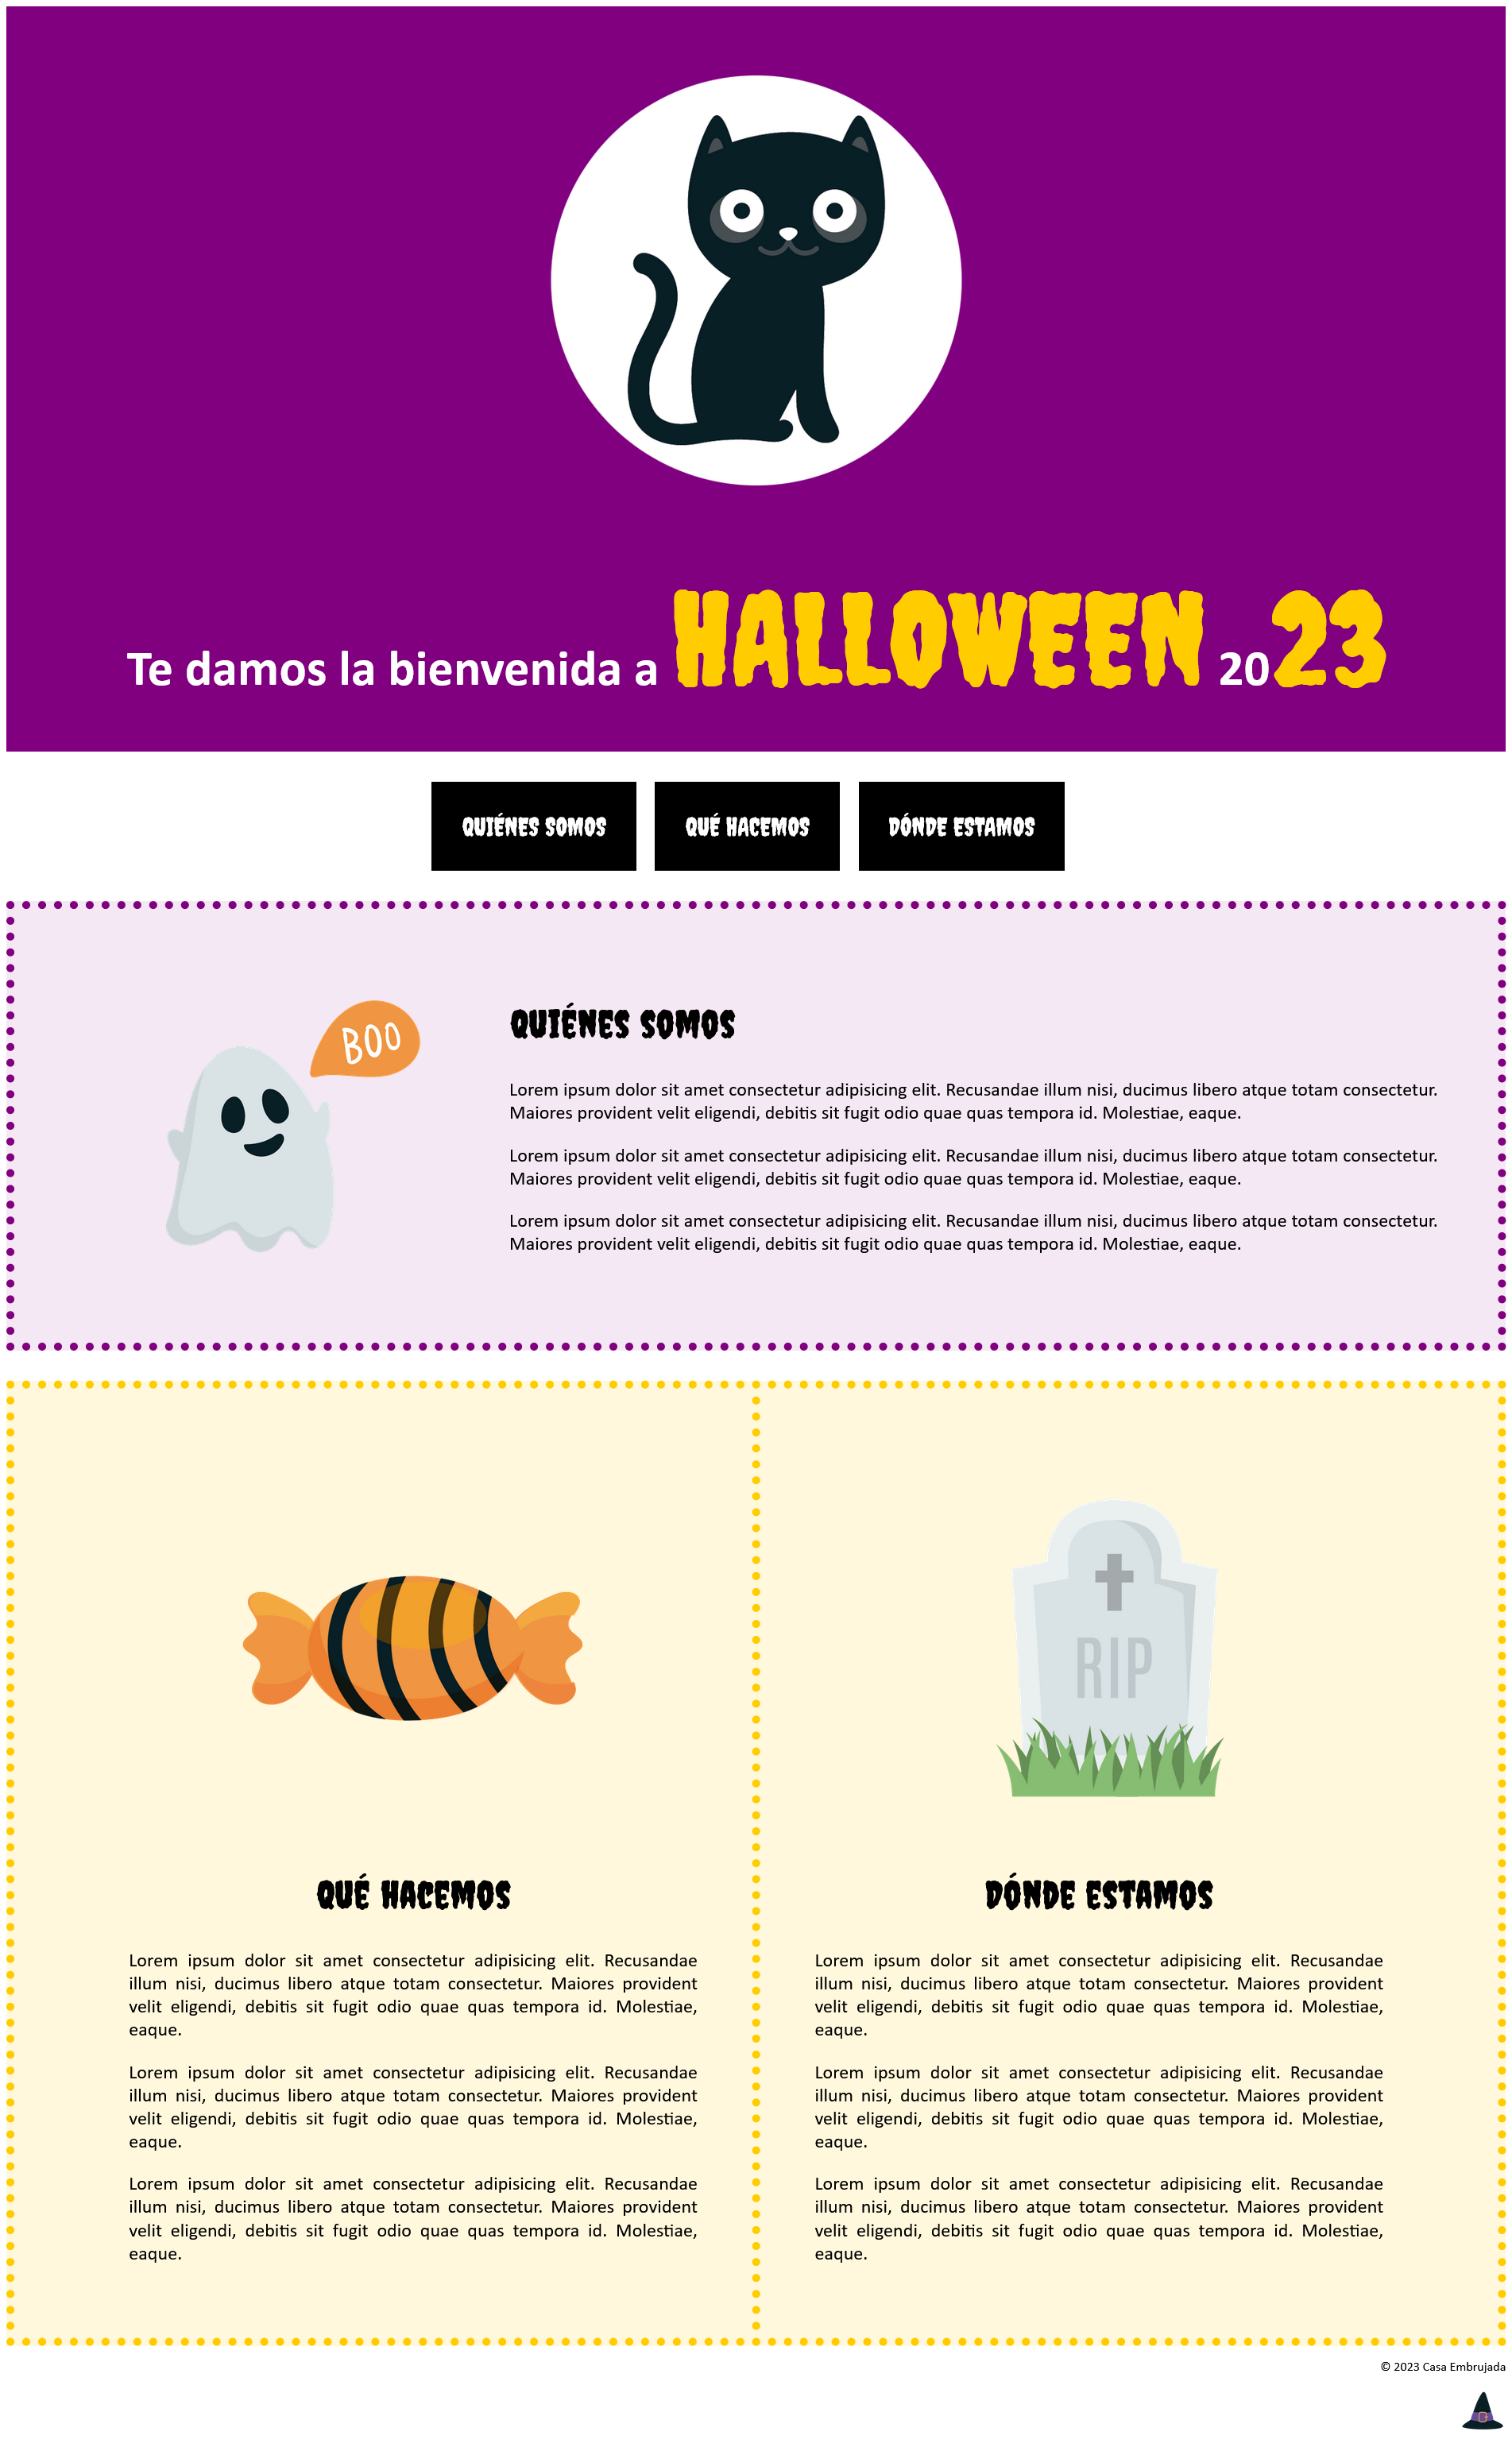 Te damos la bienvenida a HALLOWEEN 2023
QUIÉNES SOMOS
QUÉ HACEMOS
DÓNDE ESTAMOS
BOO
QUIÉNES SOMOS
Lorem ipsum dolor sit amet consectetur adipisicing elit. Recusandae illum nisi, ducimus libero atque totam consectetur.
Maiores provident velit eligendi, debitis sit fugit odio quae quas tempora id. Molestiae, eaque.
Lorem ipsum dolor sit amet consectetur adipisicing elit. Recusandae illum nisi, ducimus libero atque totam consectetur.
Maiores provident velit eligendi, debitis sit fugit odio quae quas tempora id. Molestiae, eaque.
Lorem ipsum dolor sit amet consectetur adipisicing elit. Recusandae illum nisi, ducimus libero atque totam consectetur.
Maiores provident velit eligendi, debitis sit fugit odio quae quas tempora id. Molestiae, eaque.
QUÉ HACEMOS
Lorem ipsum dolor sit amet consectetur adipisicing elit. Recusandae
illum nisi, ducimus libero atque totam consectetur. Maiores provident
velit eligendi, debitis sit fugit odio quae quas tempora id. Molestiae,
eaque.
Lorem ipsum dolor sit amet consectetur adipisicing elit. Recusandae
illum nisi, ducimus libero atque totam consectetur. Maiores provident
velit eligendi, debitis sit fugit odio quae quas tempora id. Molestiae,
eaque.
Lorem ipsum dolor sit amet consectetur adipisicing elit. Recusandae
illum nisi, ducimus libero atque totam consectetur. Maiores provident
velit eligendi, debitis sit fugit odio quae quas tempora id. Molestiae,
eaque.
RIP
DÓNDE ESTAMOS
Lorem ipsum dolor sit amet consectetur adipisicing elit. Recusandae
illum nisi, ducimus libero atque totam consectetur. Maiores provident
velit eligendi, debitis sit fugit odio quae quas tempora id. Molestiae,
eaque.
Lorem ipsum dolor sit amet consectetur adipisicing elit. Recusandae
illum nisi, ducimus libero atque totam consectetur. Maiores provident
velit eligendi, debitis sit fugit odio quae quas tempora id. Molestiae,
eaque.
Lorem ipsum dolor sit amet consectetur adipisicing elit. Recusandae
illum nisi, ducimus libero atque totam consectetur. Maiores provident
velit eligendi, debitis sit fugit odio quae quas tempora id. Molestiae,
eaque.
© 2023 Casa Embrujada